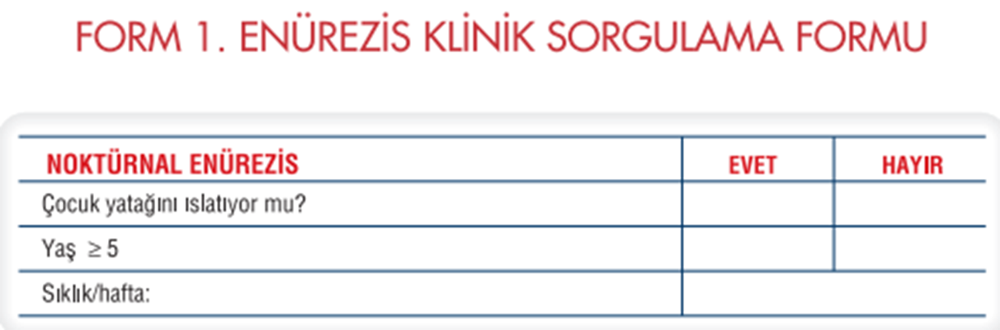 FORM 1. ENÜREZİS KLİNİK SORGULAMA FORMU
NOKTÜRNAL ENÜREZİS EVET HAYIR
Çocuk yatağını ıslatıyor mu?
Yaş ≥ 5
Sıklık/hafta: